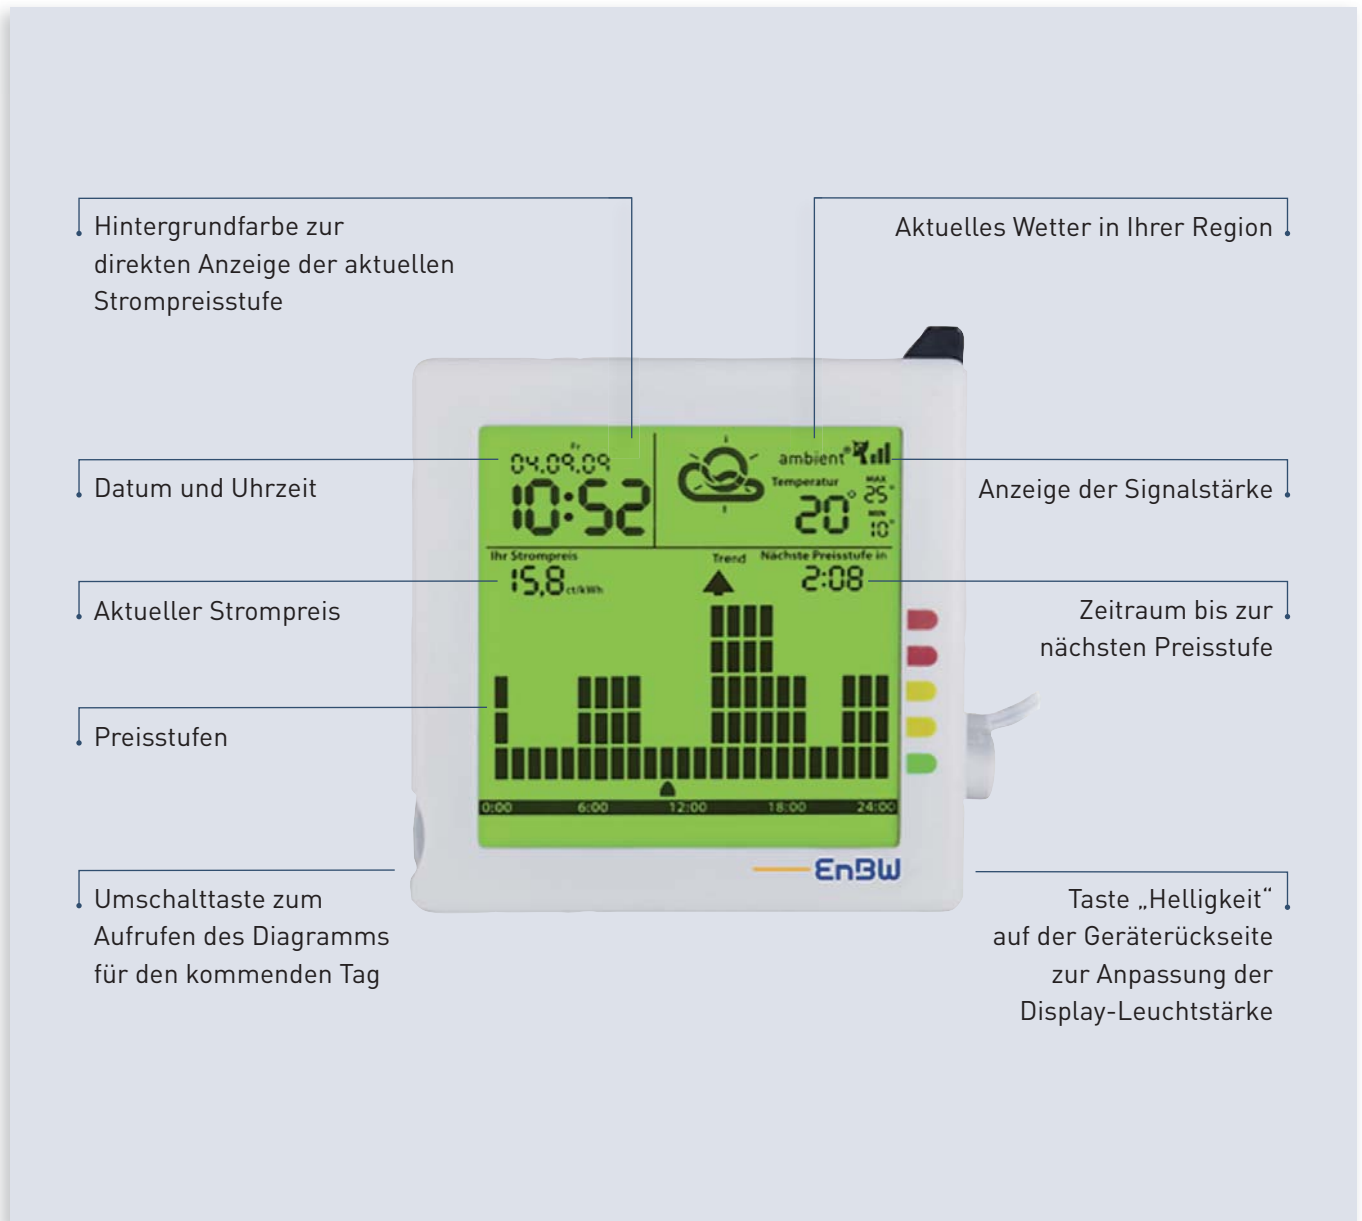 Hintergrundfarbe zur
direkten Anzeige der aktuellen
Strompreisstufe
Aktuelles Wetter in Ihrer Region
Datum und Uhrzeit
Anzeige der Signalstärke
Aktueller Strompreis
Zeitraum bis zur
nächsten Preisstufe
Preisstufen
Umschalttaste zum
Aufrufen des Diagramms
für den kommenden Tag
Taste „Helligkeit“
auf der Geräterückseite
zur Anpassung der
Display-Leuchtstärke
Fr
04.09.09
10:52
ambient®
Temperatur
20°
MAX
25°
MIN
10°
Ihr Strompreis
15,8 ct/kWh
Trend
Nächste Preisstufe in
2:08
0:00 6:00 12:00 18:00 24:00
EnBW